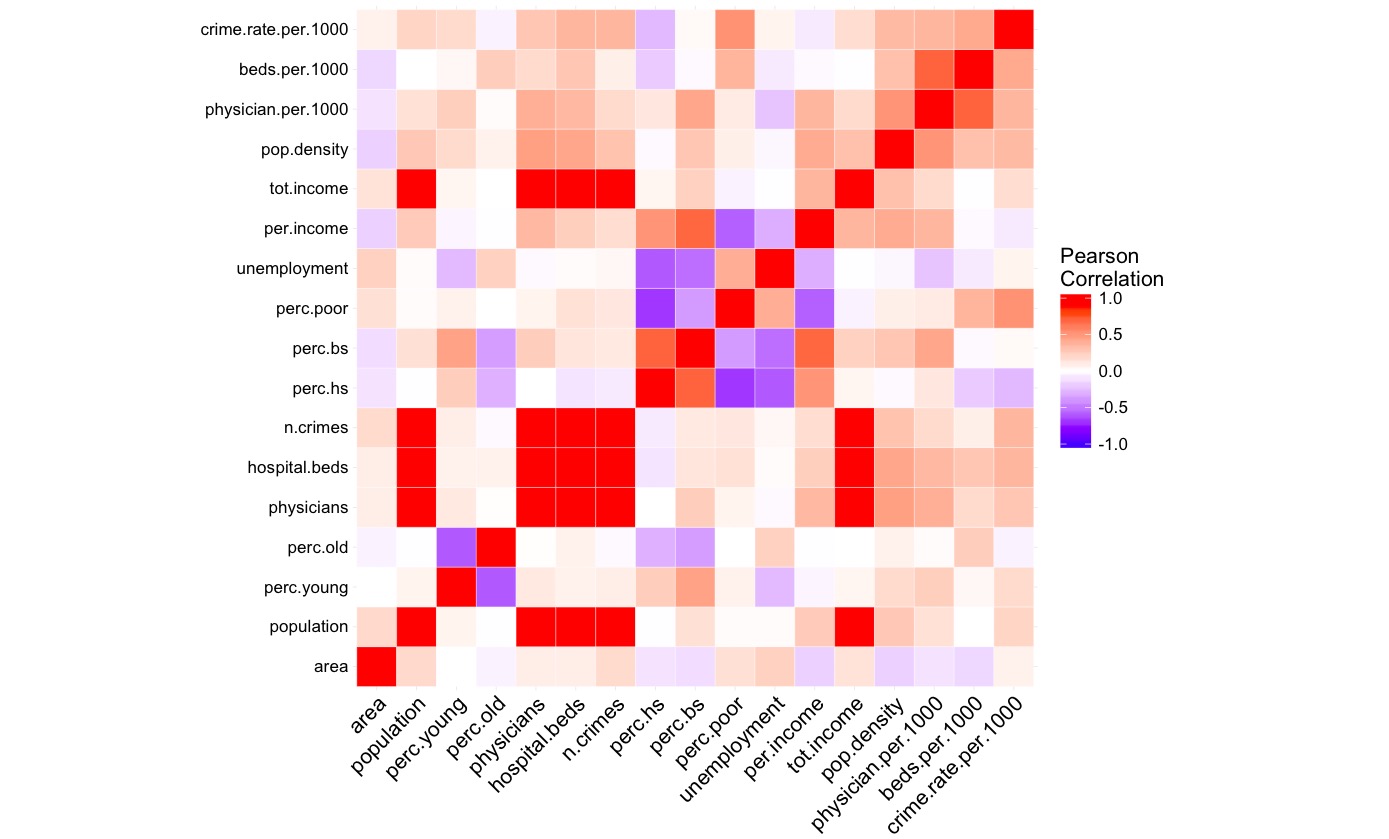 crime.rate.per.1000
beds.per.1000
physician.per.1000
pop.density
tot.income
per.income
unemployment
perc.poor
perc.bs
perc.hs
n.crimes
hospital.beds
physicians
perc.old
perc.young
population
area
area
population
perc.young
perc.old
physicians
hospital.beds
n.crimes
perc.hs
perc.bs
perc.poor
unemployment
per.income
tot.income
pop.density
physician.per.1000
beds.per.1000
crime.rate.per.1000
Pearson
Correlation
1.0
0.5
0.0
-0.5
-1.0